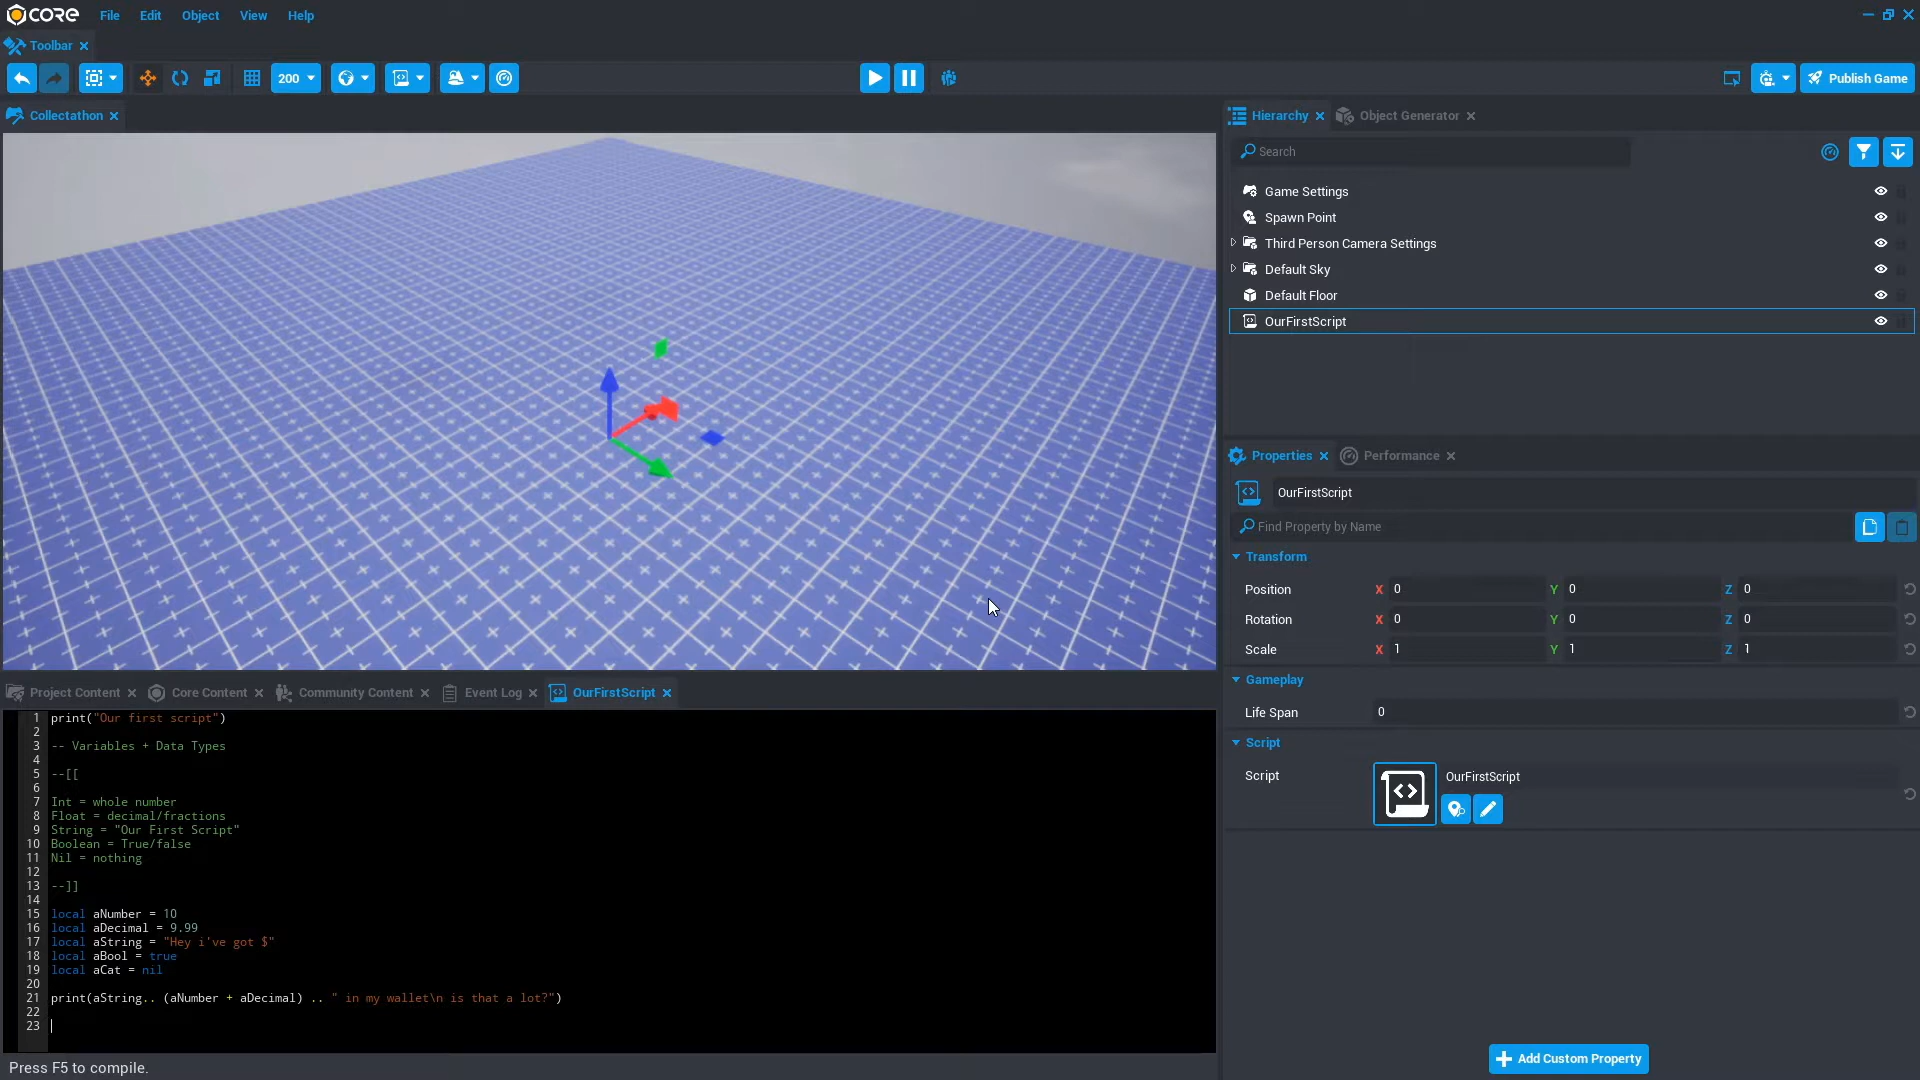 CORE File Edit Object View Help
Toolbar
200
Publish Game
Collectathon
Hierarchy Object Generator
Search
Game Settings
Spawn Point
Third Person Camera Settings
Default Sky
Default Floor
OurFirstScript
Properties Performance
OurFirstScript
Find Property by Name
Transform
Position X 0 Y 0 Z 0
Rotation X 0 Y 0 Z 0
Scale X 1 Y 1 Z 1
Gameplay
Life Span 0
Script
Script OurFirstScript
Add Custom Property
Project Content Core Content Community Content Event Log OurFirstScript
1 print("Our first script")
2
3 -- Variables + Data Types
4
5 --[[
6
7 Int = whole number
8 Float = decimal/fractions
9 String = "Our First Script"
10 Boolean = True/false
11 Nil = nothing
12
13 --]]
14
15 local aNumber = 10
16 local aDecimal = 9.99
17 local aString = "Hey i've got $"
18 local aBool = true
19 local aCat = nil
20
21 print(aString.. (aNumber + aDecimal) .. " in my wallet\n is that a lot?")
22
23
Press F5 to compile.